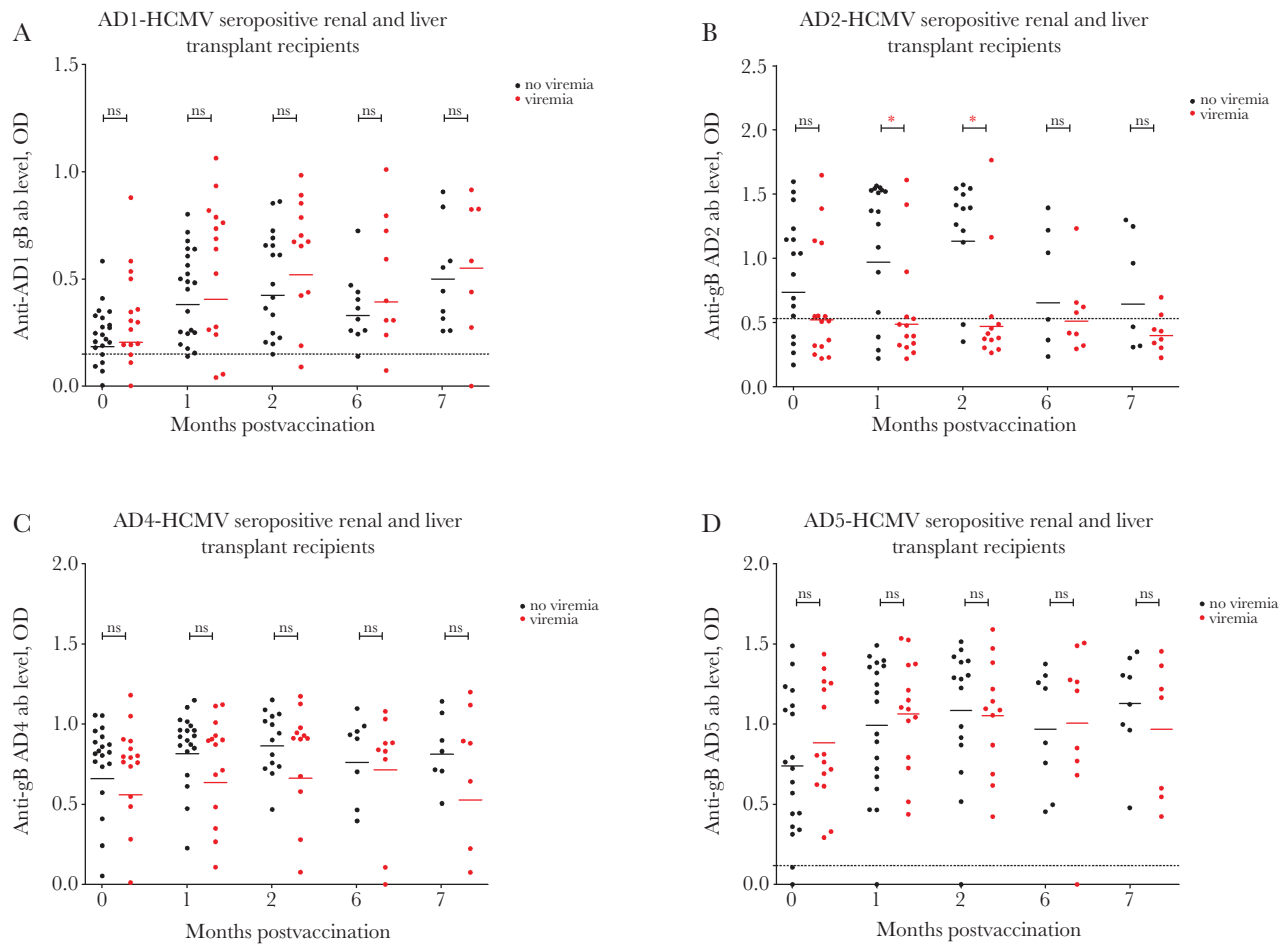 A
AD1-HCMV seropositive renal and liver
transplant recipients
1.5
1.0
0.5
0.0
Anti-AD1 gB ab level, OD
ns
ns
ns
ns
ns
no viremia
viremia
0
1
2
6
7
Months postvaccination
B
AD2-HCMV seropositive renal and liver
transplant recipients
2.5
2.0
1.5
1.0
0.5
0.0
Anti-gB AD2 ab level, OD
ns
*
*
ns
ns
no viremia
viremia
0
1
2
6
7
Months postvaccination
C
AD4-HCMV seropositive renal and liver
transplant recipients
2.0
1.5
1.0
0.5
0.0
Anti-gB AD4 ab level, OD
ns
ns
ns
ns
ns
no viremia
viremia
0
1
2
6
7
Months postvaccination
D
AD5-HCMV seropositive renal and liver
transplant recipients
2.0
1.5
1.0
0.5
0.0
Anti-gB AD5 ab level, OD
ns
ns
ns
ns
ns
no viremia
viremia
0
1
2
6
7
Months postvaccination